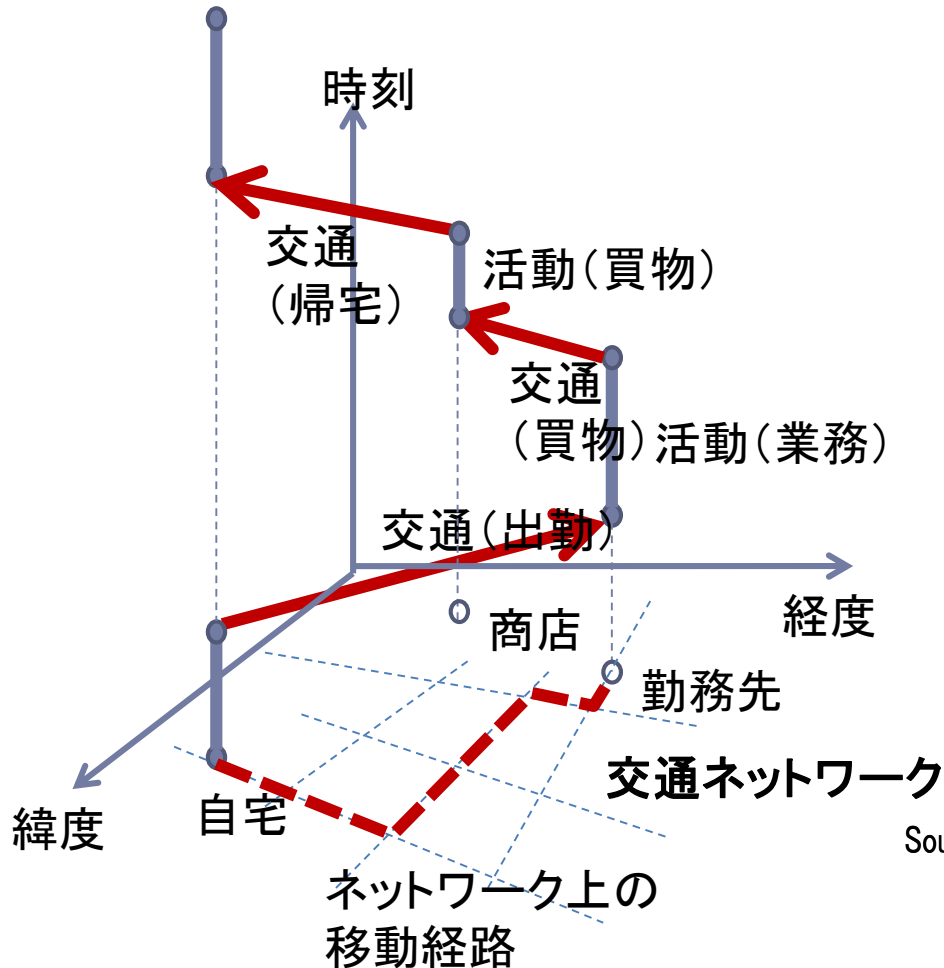 時刻
交通
（帰宅）
活動（買物）
交通
（買物）
活動（業務）
交通（出勤）
経度
商店
勤務先
交通ネットワーク
緯度
自宅
Sou
ネットワーク上の
移動経路